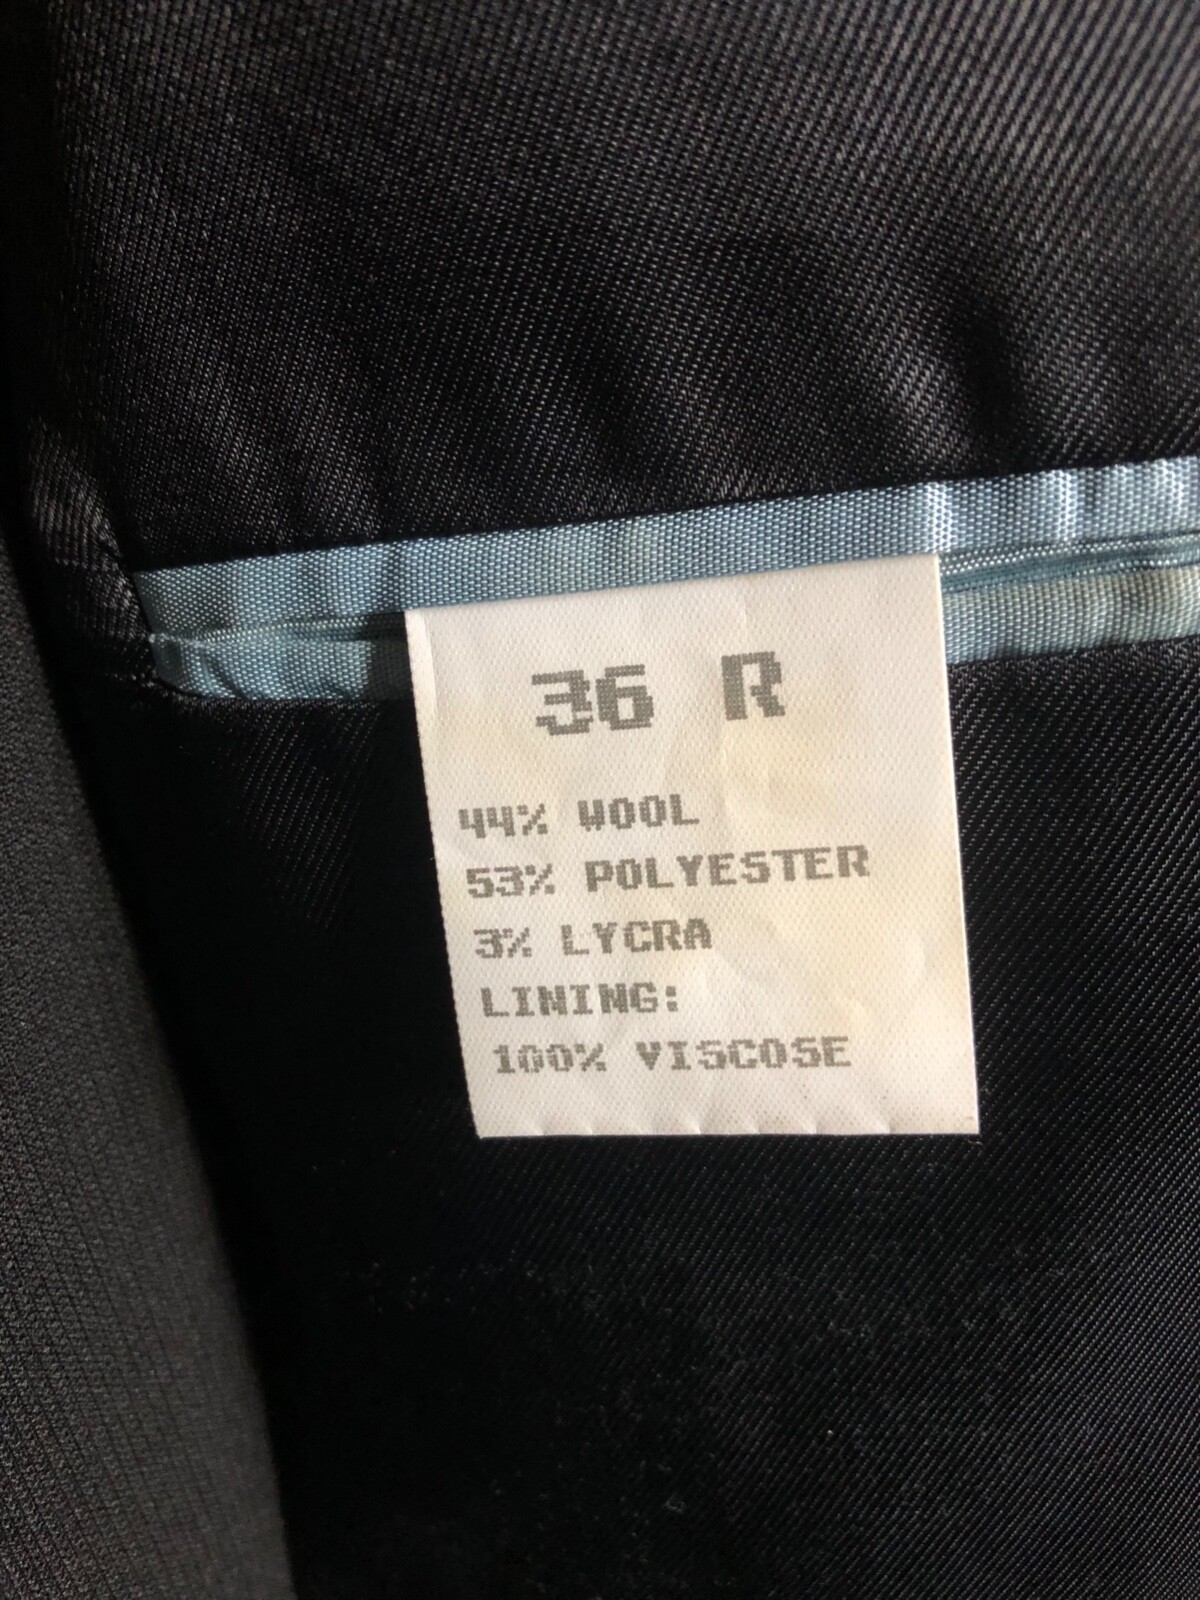 36 R
44% WOOL
53% POLYESTER
3% LYCRA
LINING:
100% VISCOSE